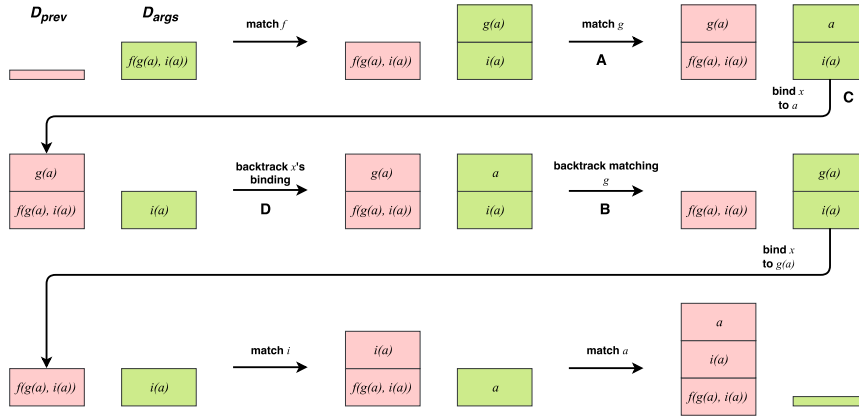 D_prev D_args
match f
match g
A
f(g(a), i(a))
f(g(a), i(a))
g(a)
i(a)
g(a)
f(g(a), i(a))
a
i(a)
bind x
to a
C
g(a)
f(g(a), i(a))
i(a)
backtrack x's
binding
D
g(a)
f(g(a), i(a))
a
i(a)
backtrack matching
g
B
f(g(a), i(a))
g(a)
i(a)
bind x
to g(a)
f(g(a), i(a))
i(a)
match i
i(a)
f(g(a), i(a))
a
match a
a
i(a)
f(g(a), i(a))